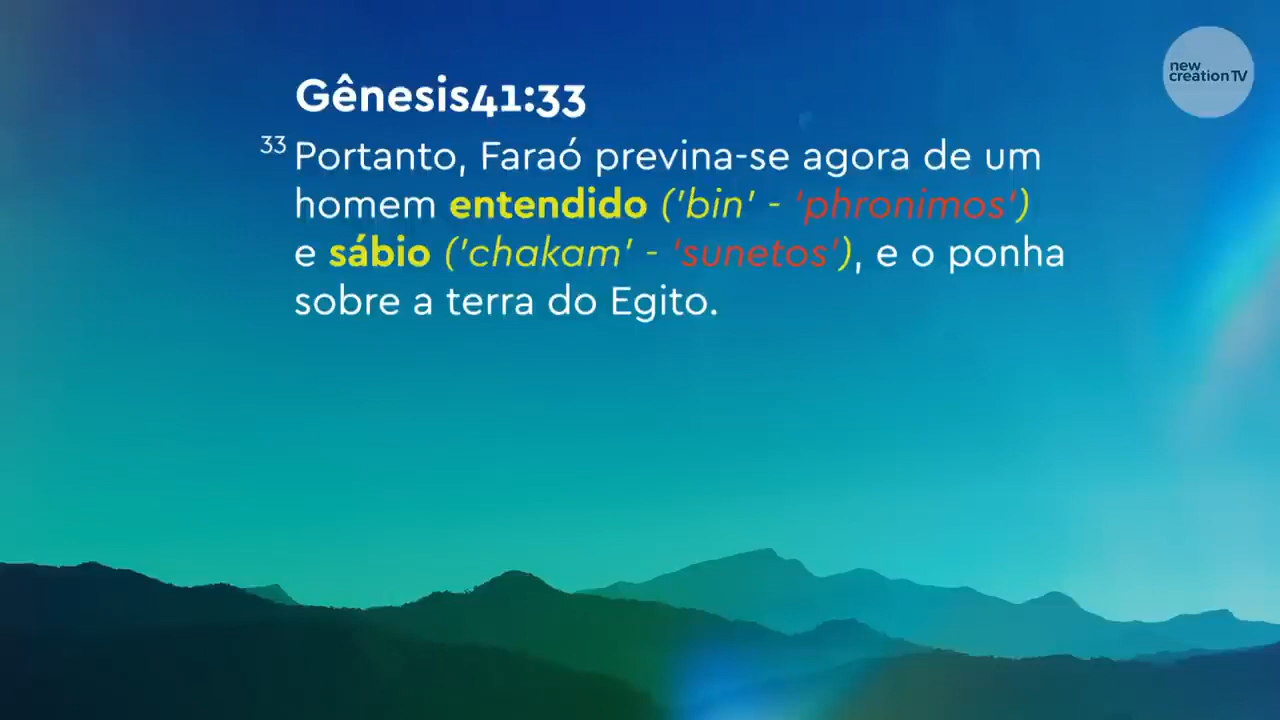 new
creation TV
Gênesis41:33
33 Portanto, Faraó previna-se agora de um
homem entendido ('bin' - 'phronimos')
e sábio ('chakam' - 'sunetos'), e o ponha
sobre a terra do Egito.